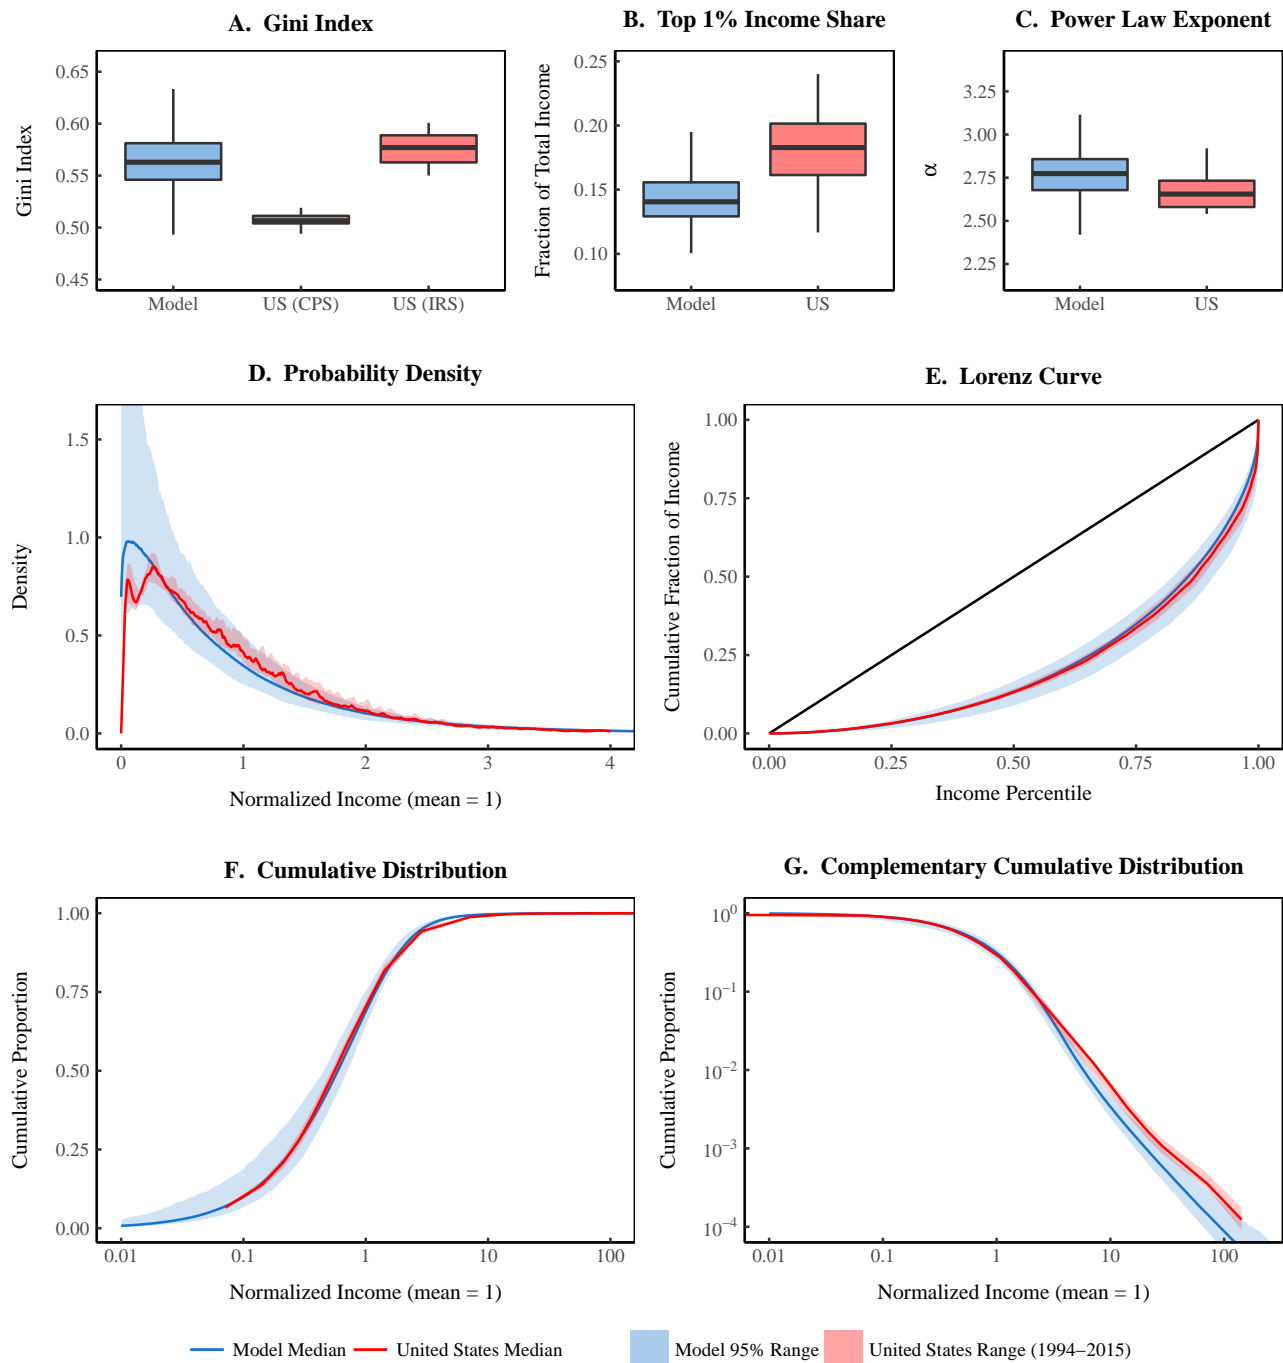 A.  Gini Index
Gini Index
0.65
0.60
0.55
0.50
0.45
Model
US (CPS)
US (IRS)
B.  Top 1% Income Share
Fraction of Total Income
0.25
0.20
0.15
0.10
Model
US
C.  Power Law Exponent
α
3.25
3.00
2.75
2.50
2.25
Model
US
D.  Probability Density
Density
1.5
1.0
0.5
0.0
0 1 2 3 4
Normalized Income (mean = 1)
E.  Lorenz Curve
Cumulative Fraction of Income
1.00
0.75
0.50
0.25
0.00
0.00 0.25 0.50 0.75 1.00
Income Percentile
F.  Cumulative Distribution
Cumulative Proportion
1.00
0.75
0.50
0.25
0.00
0.01 0.1 1 10 100
Normalized Income (mean = 1)
G.  Complementary Cumulative Distribution
Cumulative Proportion
10⁰
10⁻¹
10⁻²
10⁻³
10⁻⁴
0.01 0.1 1 10 100
Normalized Income (mean = 1)
Model Median United States Median Model 95% Range United States Range (1994–2015)